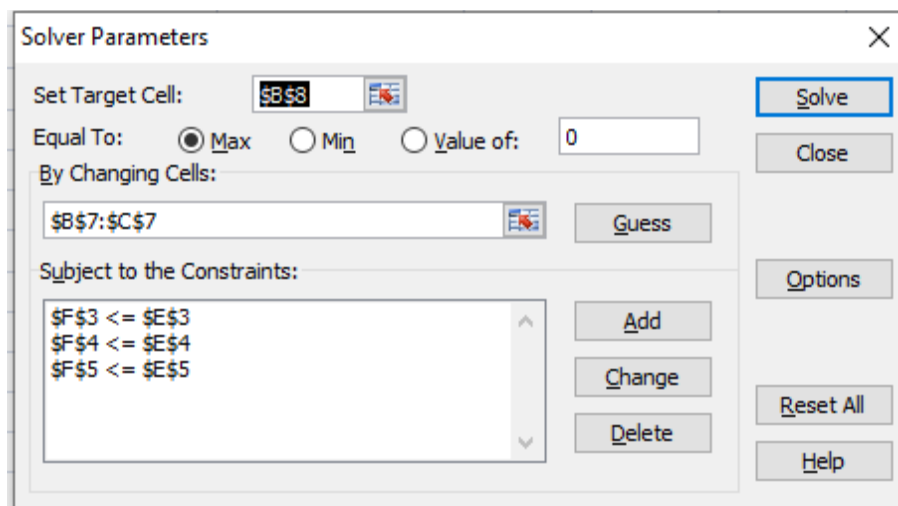 Solver Parameters
Set Target Cell: $B$8
Solve
Equal To: Max Min Value of: 0
Close
By Changing Cells:
$B$7:$C$7
Guess
Subject to the Constraints:
Options
$F$3 <= $E$3
Add
$F$4 <= $E$4
$F$5 <= $E$5
Change
Reset All
Delete
Help